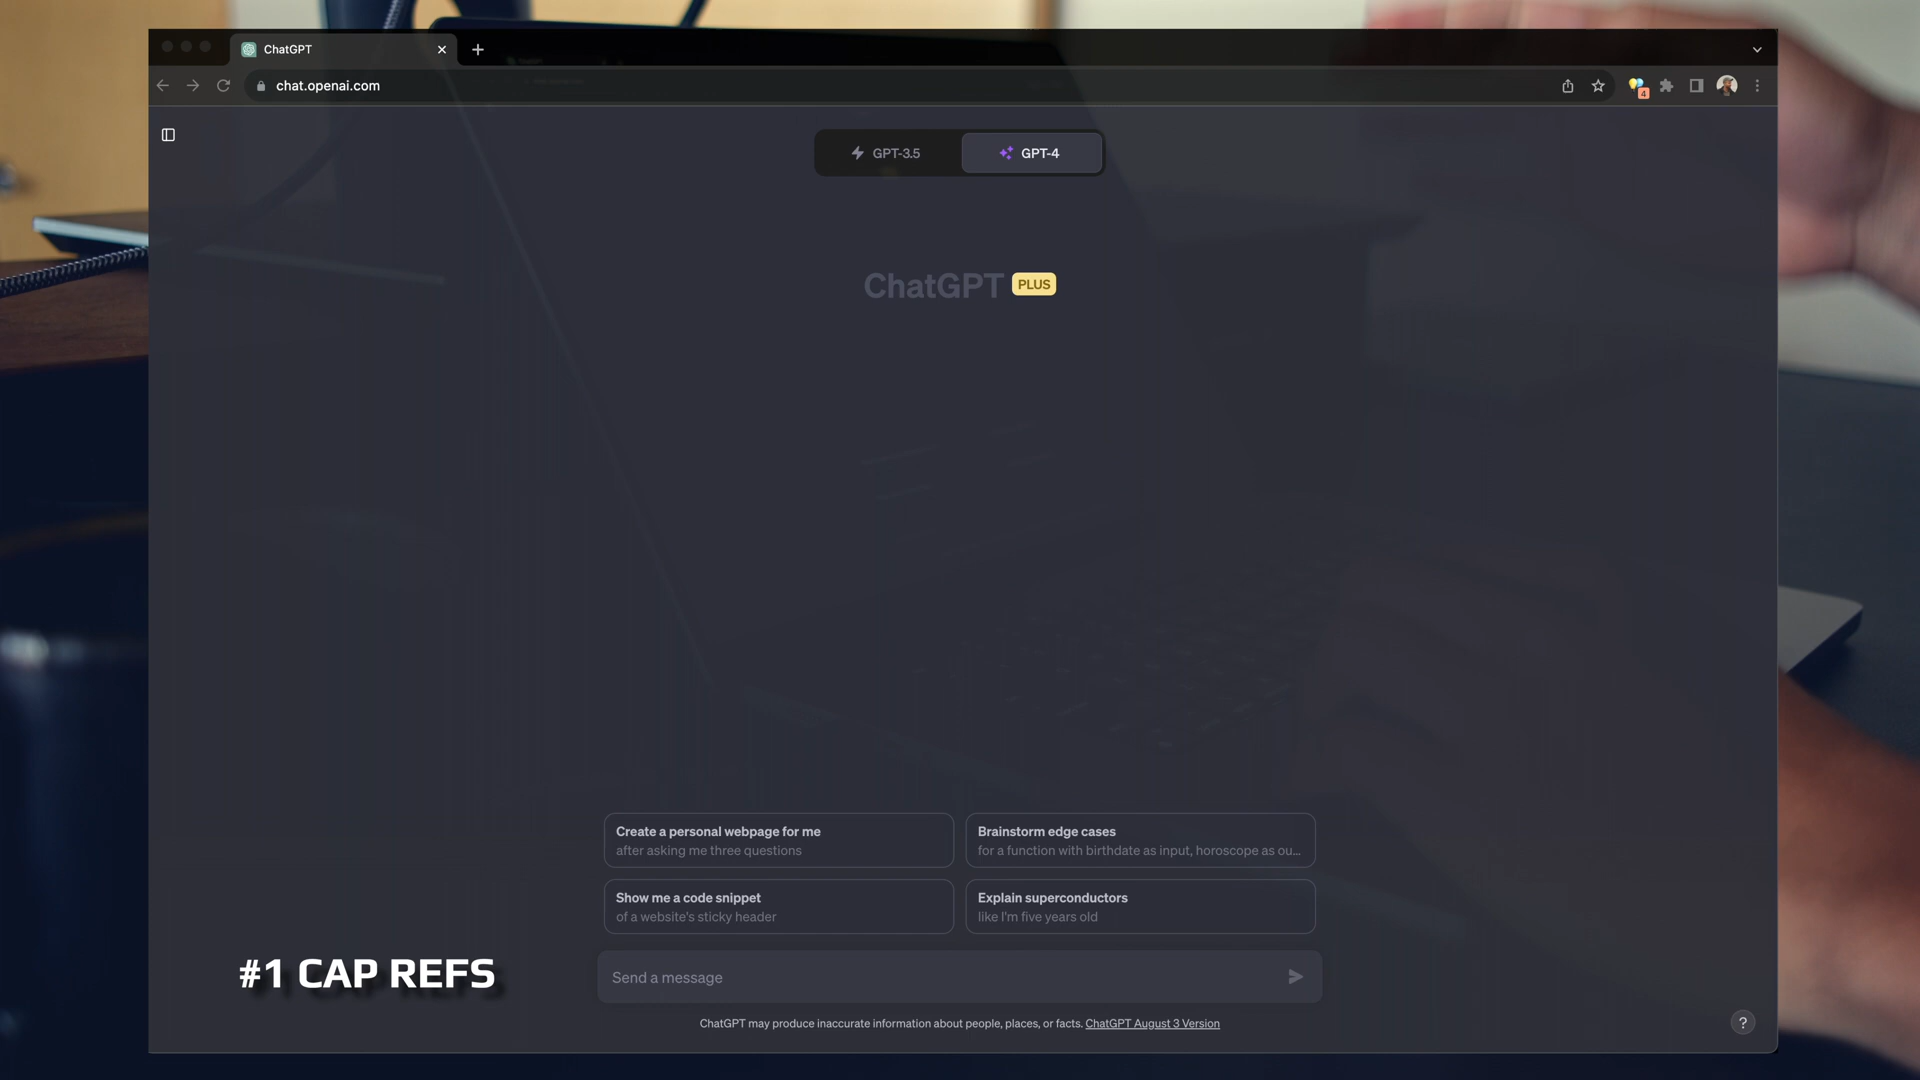 ChatGPT
chat.openai.com
4
GPT-3.5
GPT-4
ChatGPT PLUS
Create a personal webpage for me
after asking me three questions
Brainstorm edge cases
for a function with birthdate as input, horoscope as ou...
Show me a code snippet
of a website's sticky header
Explain superconductors
like I'm five years old
#1 CAP REFS
Send a message
ChatGPT may produce inaccurate information about people, places, or facts. ChatGPT August 3 Version
?